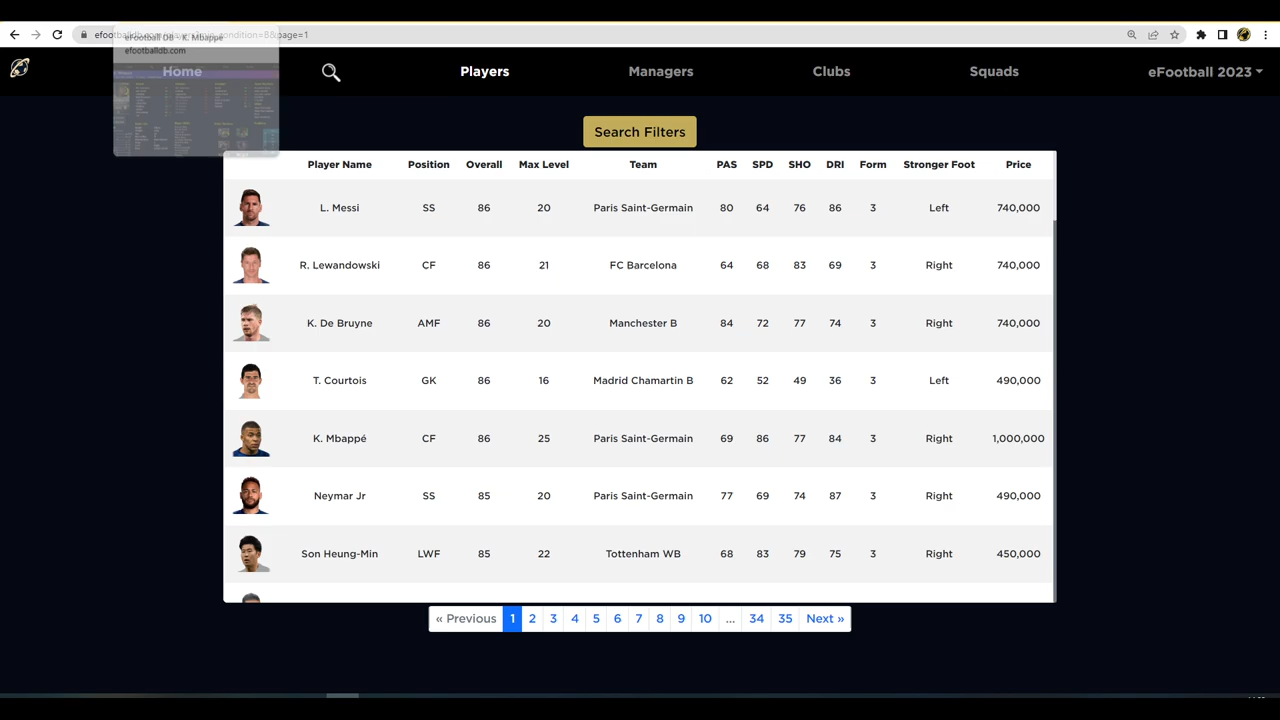 eFootball DB - K. Mbappe
efootballdb.com
Home
Players
Managers
Clubs
Squads
eFootball 2023
Search Filters
Player Name Position Overall Max Level Team PAS SPD SHO DRI Form Stronger Foot Price
L. Messi SS 86 20 Paris Saint-Germain 80 64 76 86 3 Left 740,000
R. Lewandowski CF 86 21 FC Barcelona 64 68 83 69 3 Right 740,000
K. De Bruyne AMF 86 20 Manchester B 84 72 77 74 3 Right 740,000
T. Courtois GK 86 16 Madrid Chamartin B 62 52 49 36 3 Left 490,000
K. Mbappé CF 86 25 Paris Saint-Germain 69 86 77 84 3 Right 1,000,000
Neymar Jr SS 85 20 Paris Saint-Germain 77 69 74 87 3 Right 490,000
Son Heung-Min LWF 85 22 Tottenham WB 68 83 79 75 3 Right 450,000
« Previous 1 2 3 4 5 6 7 8 9 10 ... 34 35 Next »